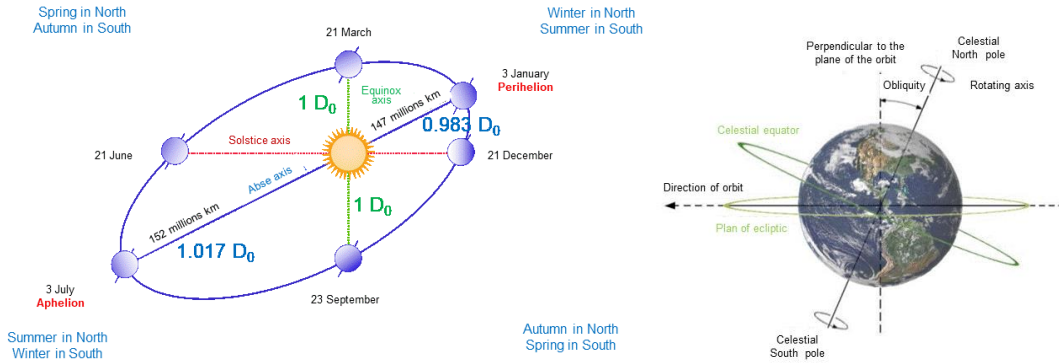 Spring in North
Autumn in South
Winter in North
Summer in South
21 March
3 January
Perihelion
Equinox
axis
1 D₀
147 millions km
0.983 D₀
21 June
Solstice axis
21 December
Abse axis
152 millions km
1 D₀
1.017 D₀
3 July
Aphelion
23 September
Summer in North
Winter in South
Autumn in North
Spring in South
Perpendicular to the
plane of the orbit
Celestial
North pole
Obliquity
Rotating axis
Celestial equator
Direction of orbit
Plan of ecliptic
Celestial
South pole